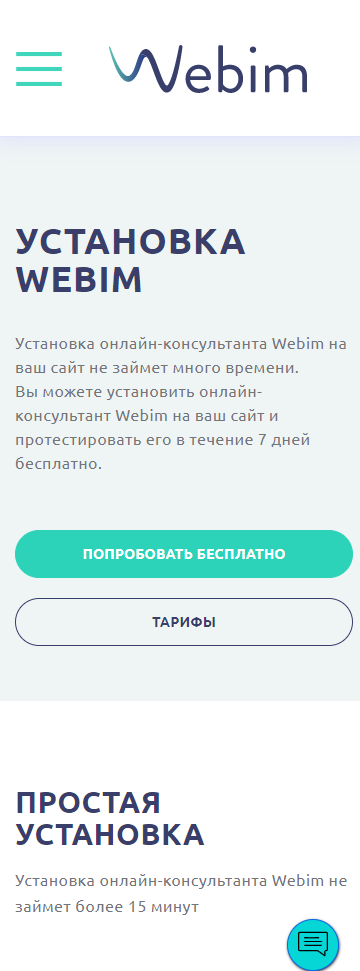 Webim
УСТАНОВКА
WEBIM
Установка онлайн-консультанта Webim на
ваш сайт не займет много времени.
Вы можете установить онлайн-
консультант Webim на ваш сайт и
протестировать его в течение 7 дней
бесплатно.
ПОПРОБОВАТЬ БЕСПЛАТНО
ТАРИФЫ
ПРОСТАЯ
УСТАНОВКА
Установка онлайн-консультанта Webim не
займет более 15 минут